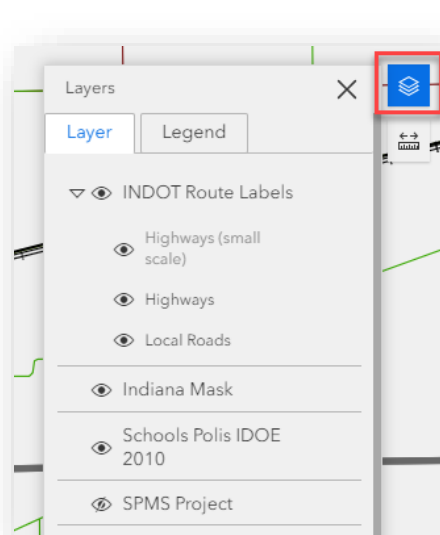 Layers
Layer
Legend
INDOT Route Labels
Highways (small
scale)
Highways
Local Roads
Indiana Mask
Schools Polis IDOE
2010
SPMS Project